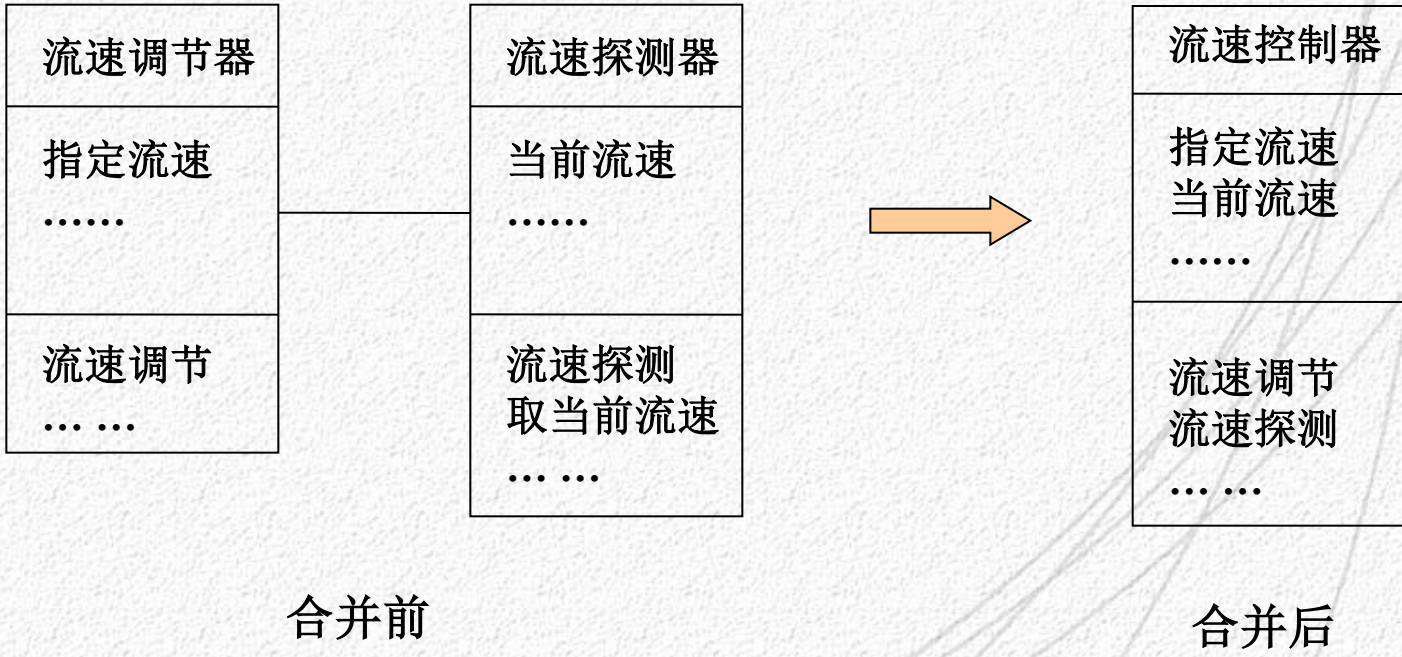 流速调节器
指定流速
……
流速调节
… …
流速探测器
当前流速
……
流速探测
取当前流速
… …
流速控制器
指定流速
当前流速
……
流速调节
流速探测
… …
合并前
合并后